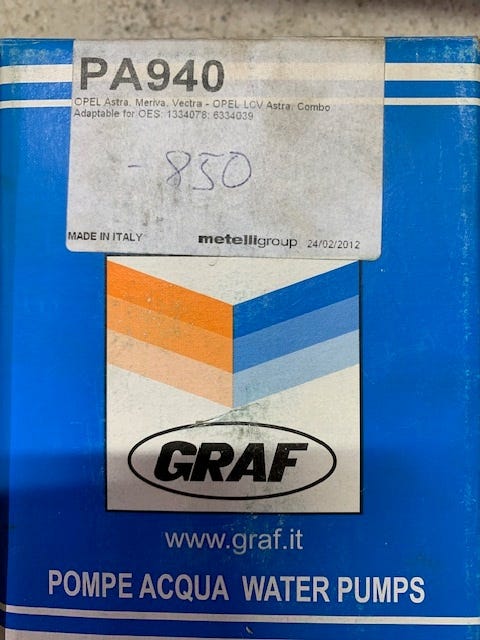 PA940
OPEL Astra. Meriva. Vectra - OPEL LCV Astra. Combo
Adaptable for OES: 1334078; 6334039
- 850
MADE IN ITALY metelligroup 24/02/2012
GRAF
www.graf.it
POMPE ACQUA WATER PUMPS